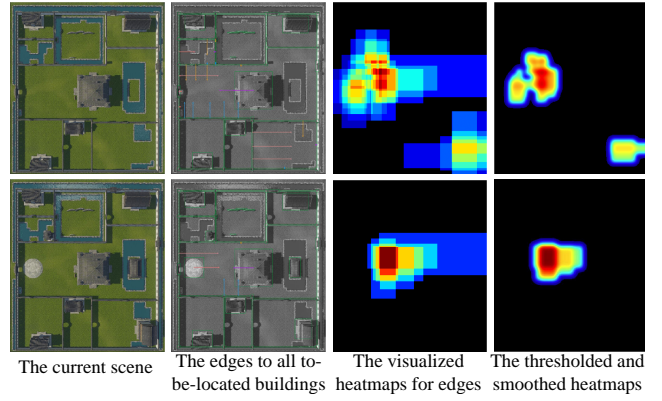 The current scene
The edges to all to-
be-located buildings
The visualized
heatmaps for edges
The thresholded and
smoothed heatmaps